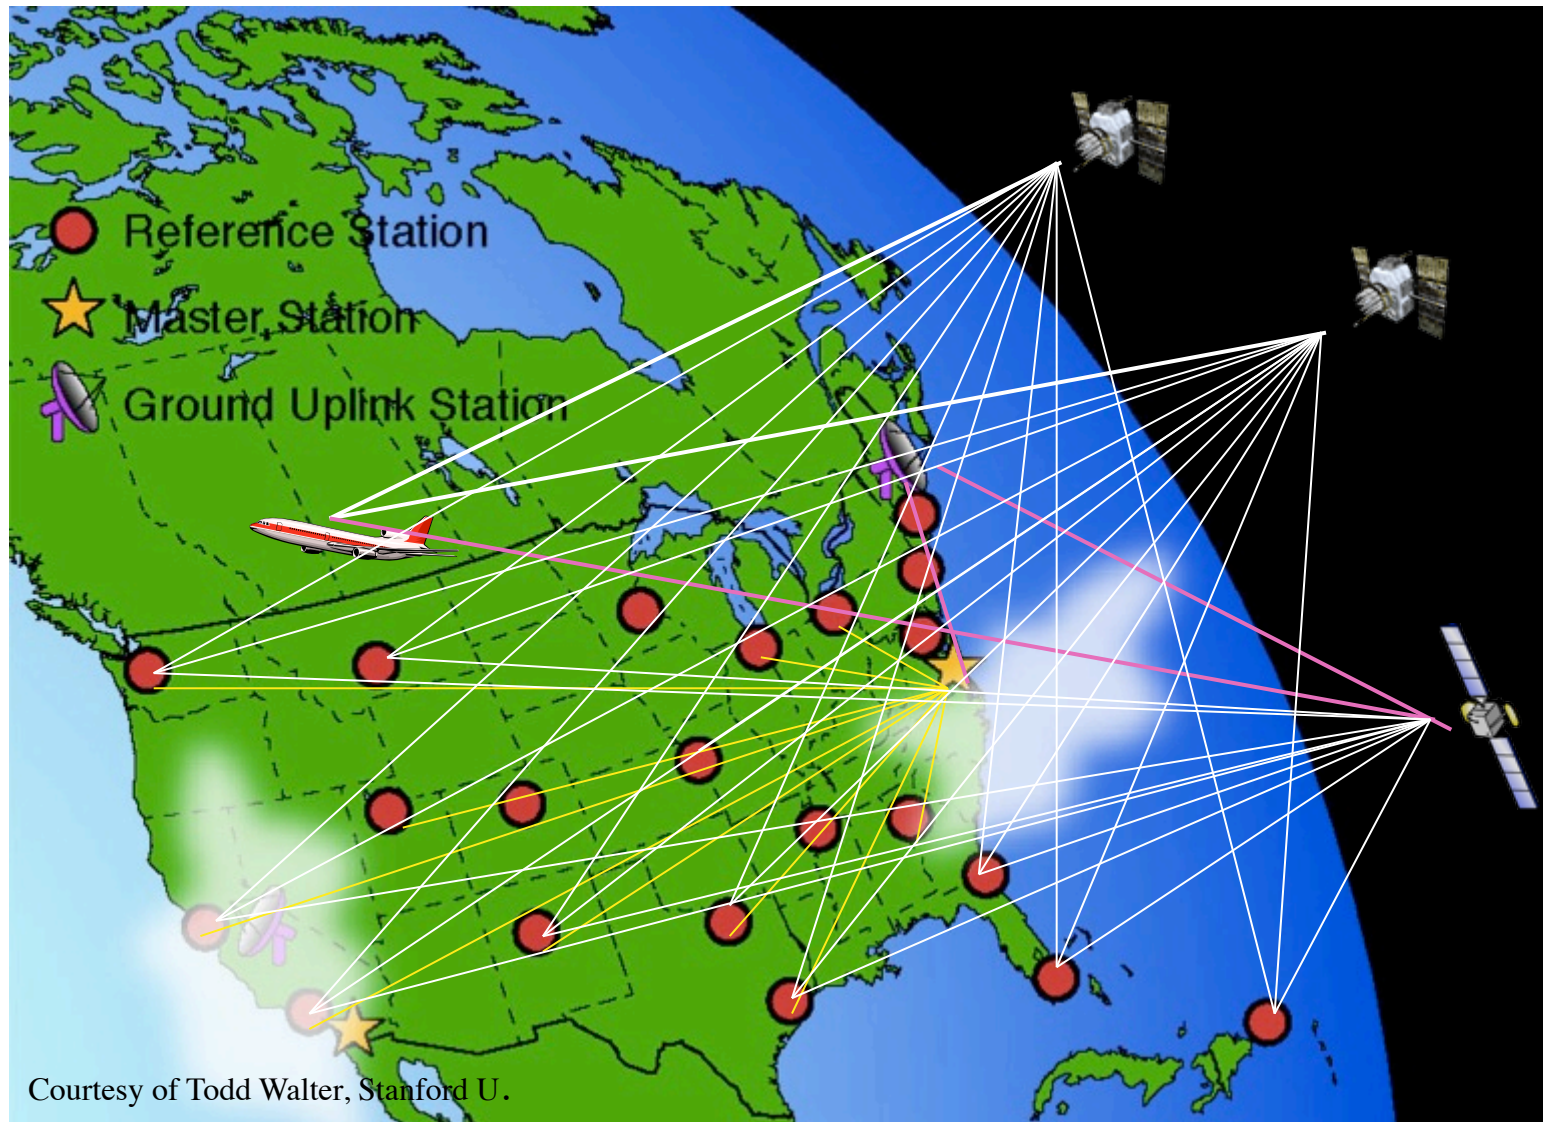 Reference Station
Master Station
Ground Uplink Station
Courtesy of Todd Walter, Stanford U.